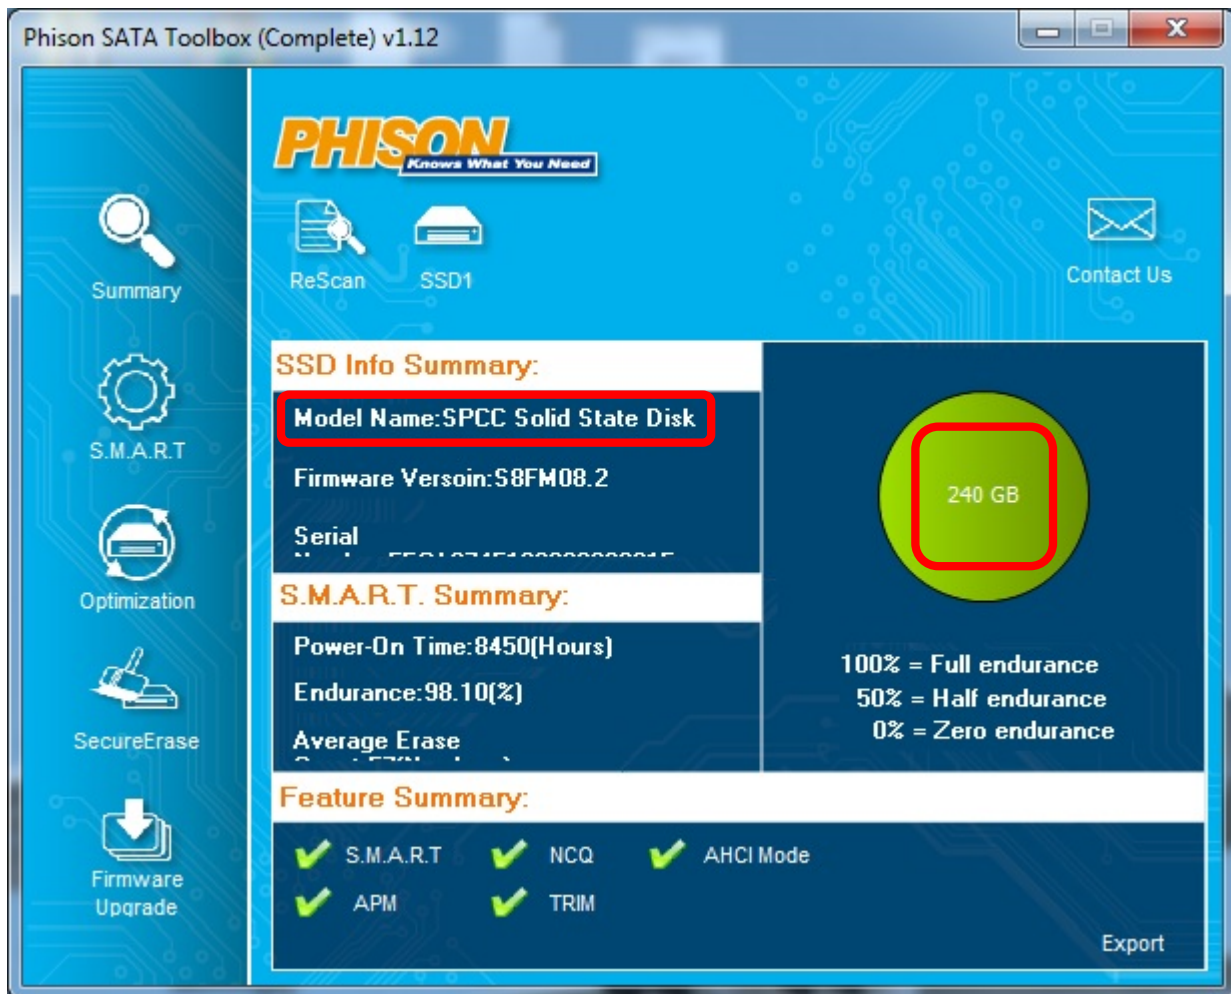 Phison SATA Toolbox (Complete) v1.12
PHISON
Knows What You Need
Summary
S.M.A.R.T
Optimization
SecureErase
Firmware
Upgrade
ReScan
SSD1
Contact Us
SSD Info Summary:
Model Name:SPCC Solid State Disk
Firmware Versoin:S8FM08.2
Serial
240 GB
S.M.A.R.T. Summary:
Power-On Time:8450(Hours)
Endurance:98.10(%)
Average Erase
100% = Full endurance
50% = Half endurance
0% = Zero endurance
Feature Summary:
S.M.A.R.T
NCQ
AHCI Mode
APM
TRIM
Export